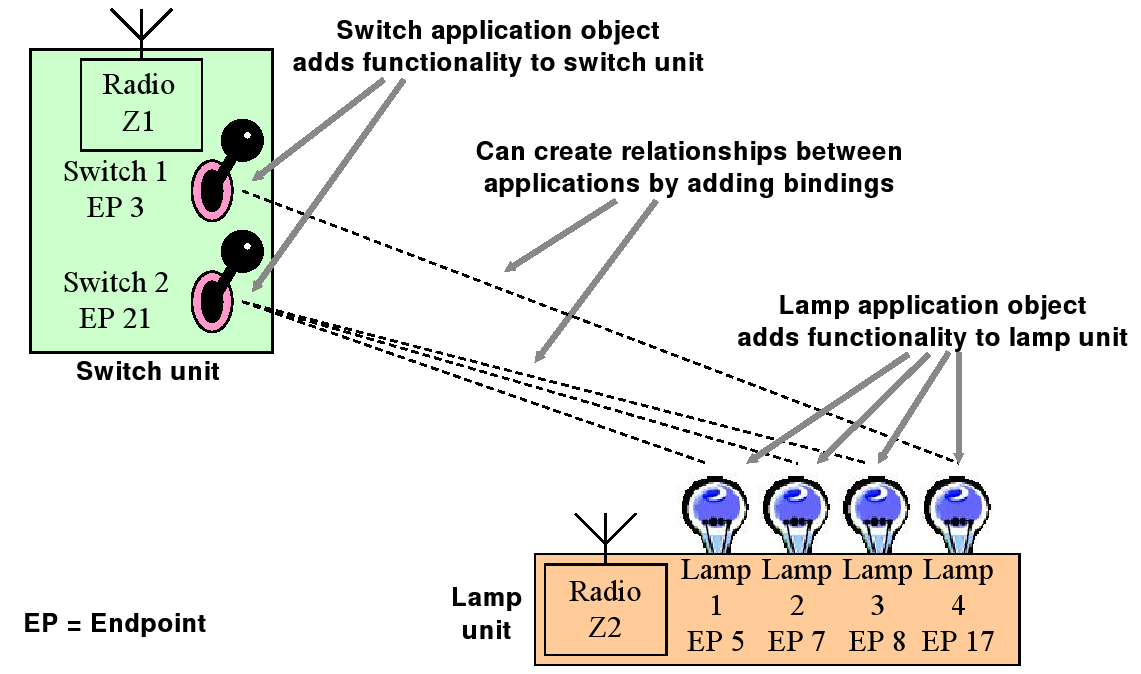 Switch application object
adds functionality to switch unit
Radio
Z1
Switch 1
EP 3
Can create relationships between
applications by adding bindings
Switch 2
EP 21
Switch unit
Lamp application object
adds functionality to lamp unit
Lamp
unit
Radio
Z2
Lamp
1
EP 5
Lamp
2
EP 7
Lamp
3
EP 8
Lamp
4
EP 17
EP = Endpoint